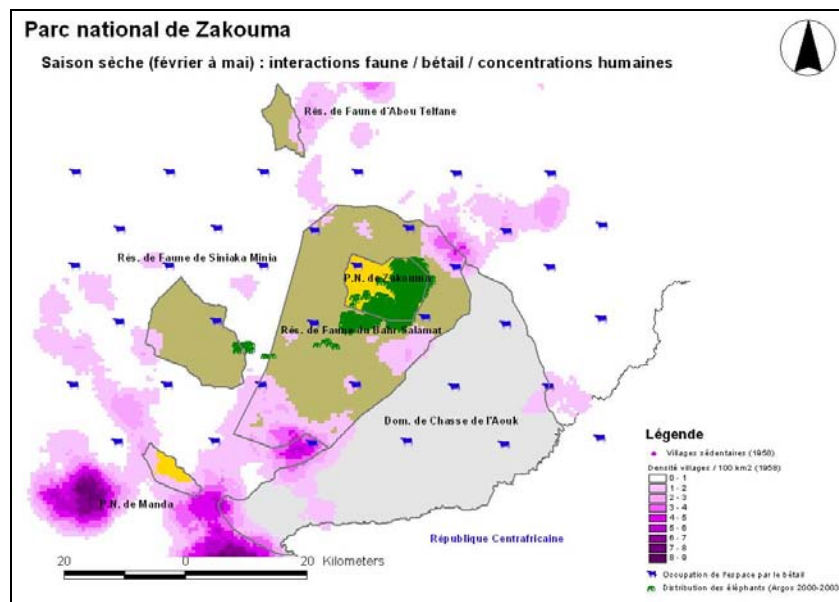 Parc national de Zakouma
Saison sèche (février à mai) : interactions faune / bétail / concentrations humaines
Rés. de Faune d'Abou Telfane
Rés. de Faune de Siniaka Minia
P.N. de Zakouma
Rés. de Faune du Bahr Salamat
Dom. de Chasse de l'Aouk
P.N. de Manda
République Centrafricaine
20 0 20 Kilometers
Légende
Villages sédentaires (1958)
Densité villages / 100 km2 (1958)
0 - 1
1 - 2
2 - 3
3 - 4
4 - 5
5 - 6
6 - 7
7 - 8
8 - 9
Occupation de l'espace par le bétail
Distribution des éléphants (Argos 2000-2003)